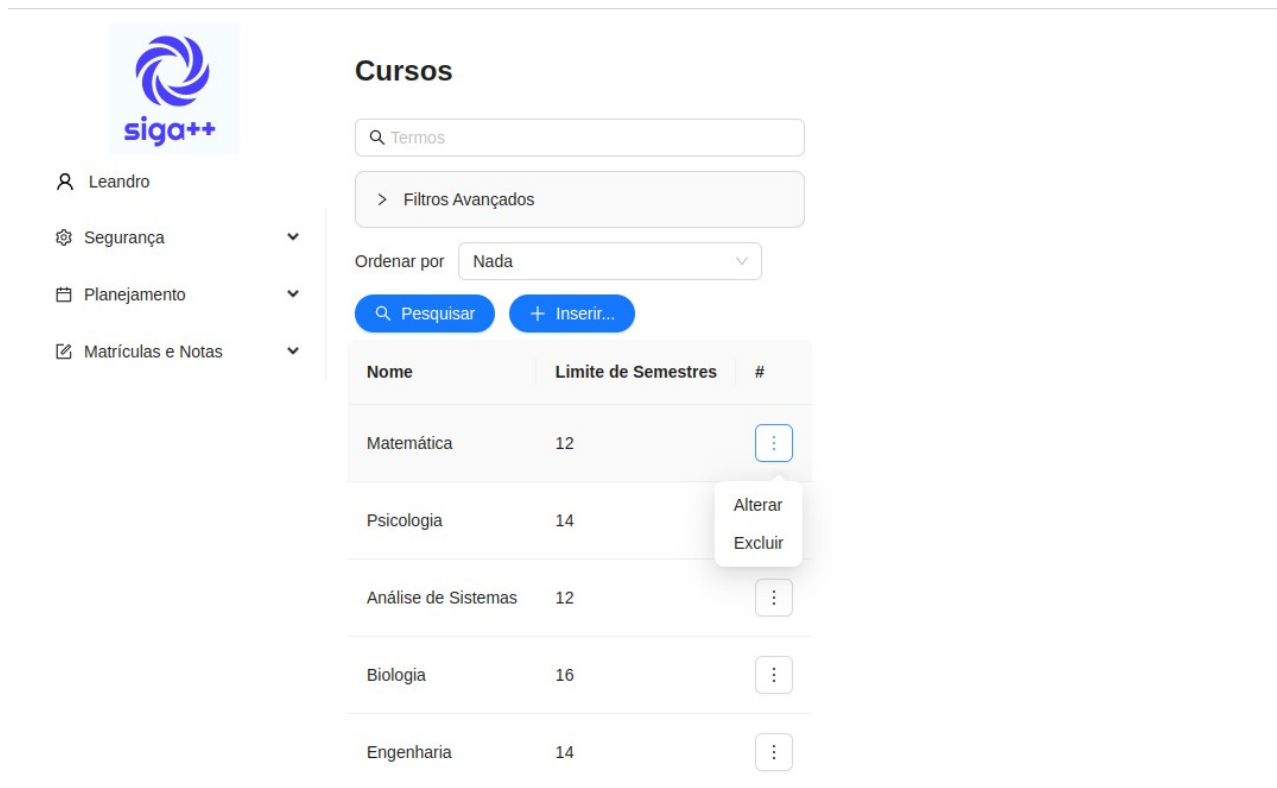 siga++
Leandro
Segurança
Planejamento
Matrículas e Notas
Cursos
Termos
Filtros Avançados
Ordenar por Nada
Pesquisar Inserir...
Nome Limite de Semestres #
Matemática 12
Alterar
Psicologia 14
Excluir
Análise de Sistemas 12
Biologia 16
Engenharia 14